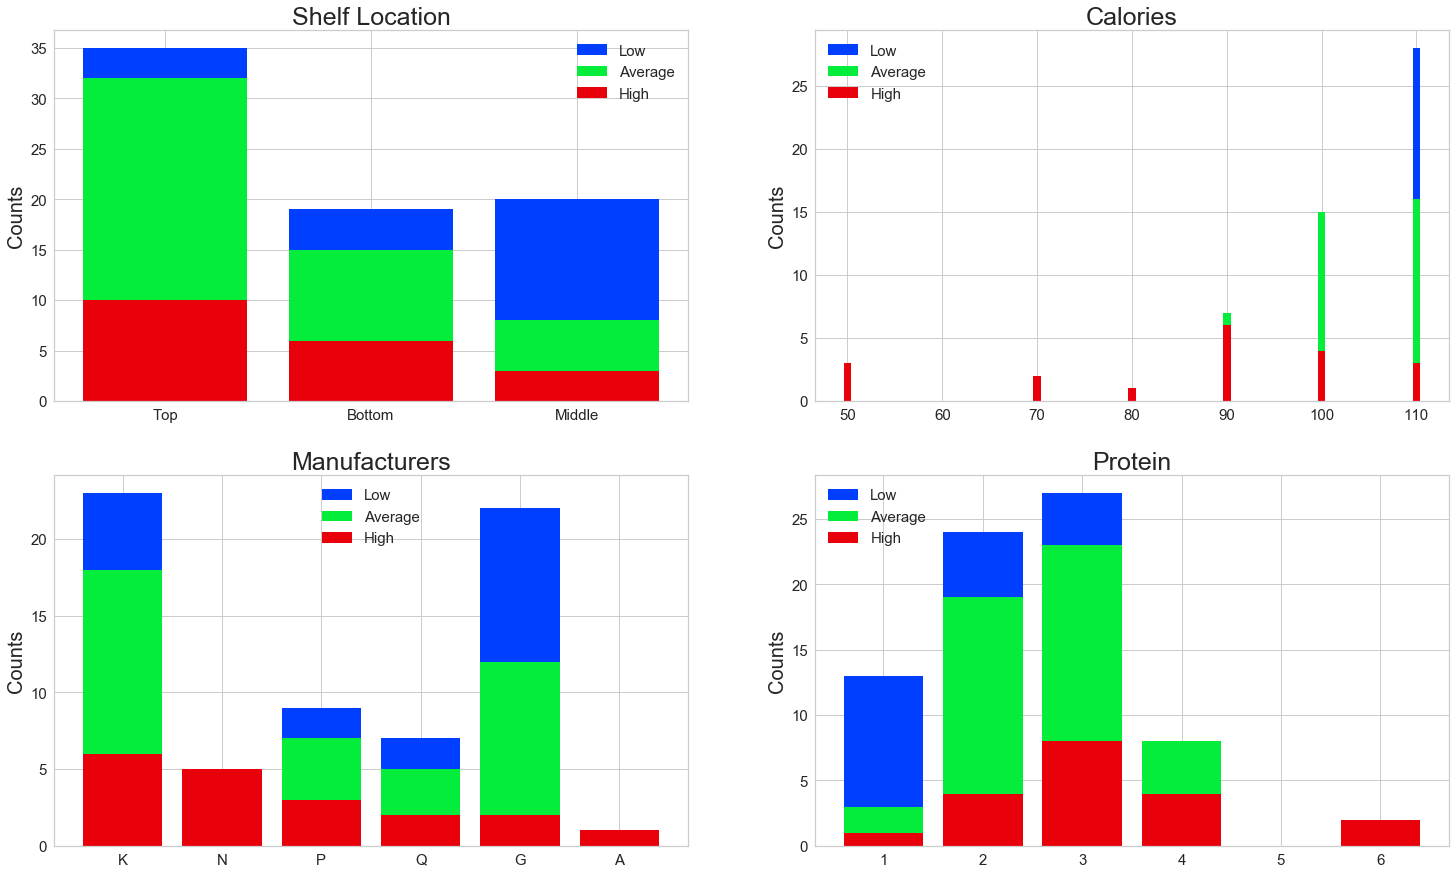 Shelf Location
Counts
35
30
25
20
15
10
5
0
Low
Average
High
Top Bottom Middle
Calories
Counts
25
20
15
10
5
0
Low
Average
High
50 60 70 80 90 100 110
Manufacturers
Counts
20
15
10
5
0
Low
Average
High
K N P Q G A
Protein
Counts
25
20
15
10
5
0
Low
Average
High
1 2 3 4 5 6